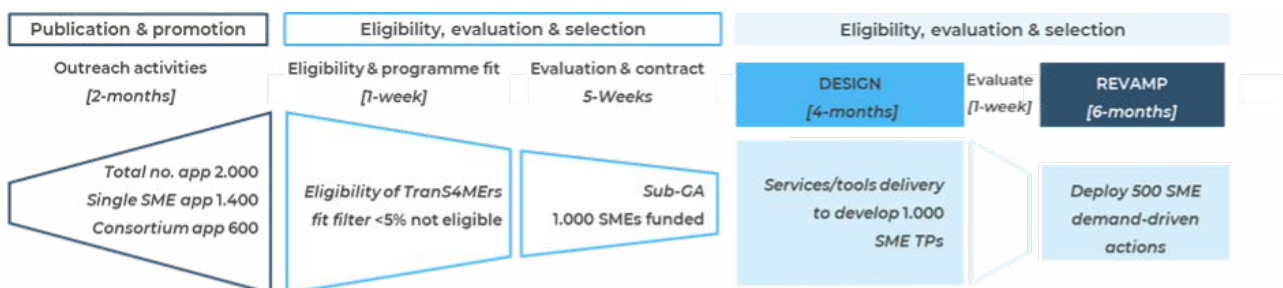 Publication & promotion
Eligibility, evaluation & selection
Eligibility, evaluation & selection
Outreach activities
[2-months]
Eligibility & programme fit
[1-week]
Evaluation & contract
5-Weeks
DESIGN
[4-months]
Evaluate
[1-week]
REVAMP
[6-months]
Total no. app 2.000
Single SME app 1.400
Consortium app 600
Eligibility of TranS4MErs
fit filter <5% not eligible
Sub-GA
1.000 SMEs funded
Services/tools delivery
to develop 1.000
SME TPs
Deploy 500 SME
demand-driven
actions